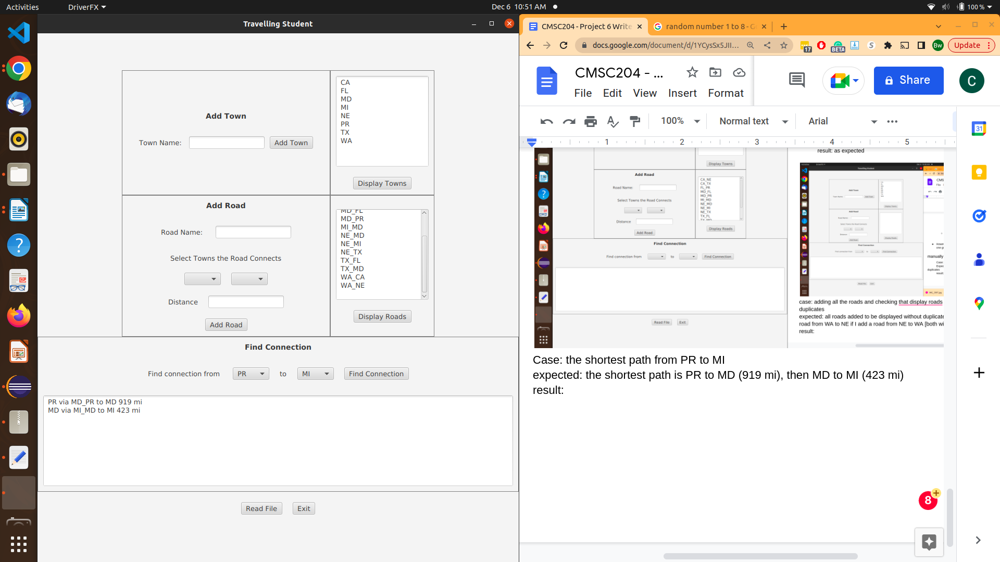 Activities
DriverFX
Dec 6 10:51 AM
100 %
Travelling Student
Add Town
Town Name:
Add Town
CA
FL
MD
MI
NE
PR
TX
WA
Display Towns
Add Road
Road Name:
Select Towns the Road Connects
Distance
Add Road
MD_FL
MD_PR
MI_MD
NE_MD
NE_MI
NE_TX
TX_FL
TX_MD
WA_CA
WA_NE
Display Roads
Find Connection
Find connection from
PR
to
MI
Find Connection
PR via MD_PR to MD 919 mi
MD via MI_MD to MI 423 mi
Read File
Exit
CMSC204 - Project 6 Write
random number 1 to 8 - G
docs.google.com/document/d/1YCysSx5JII...
17
BETA
Bw
Update
CMSC204 - ...
File Edit View Insert Format
Share
C
100%
Normal text
Arial
1 2 3 4 5
31
Display Towns
Add Road
Road Name:
Select Towns the Road Connects
Distance
Add Road
CA_NE
CA_TX
FL_PR
MD_FL
MD_PR
MI_MD
NE_MD
NE_MI
NE_TX
TX_FL
TX_MD
Display Roads
Find Connection
Find connection from
to
Find Connection
Read File
Exit
result: as expected
case: adding all the roads and checking that display roads
duplicates
expected: all roads added to be displayed without duplicate
road from WA to NE if I add a road from NE to WA [both wi
result:
Case: the shortest path from PR to MI
expected: the shortest path is PR to MD (919 mi), then MD to MI (423 mi)
result:
8